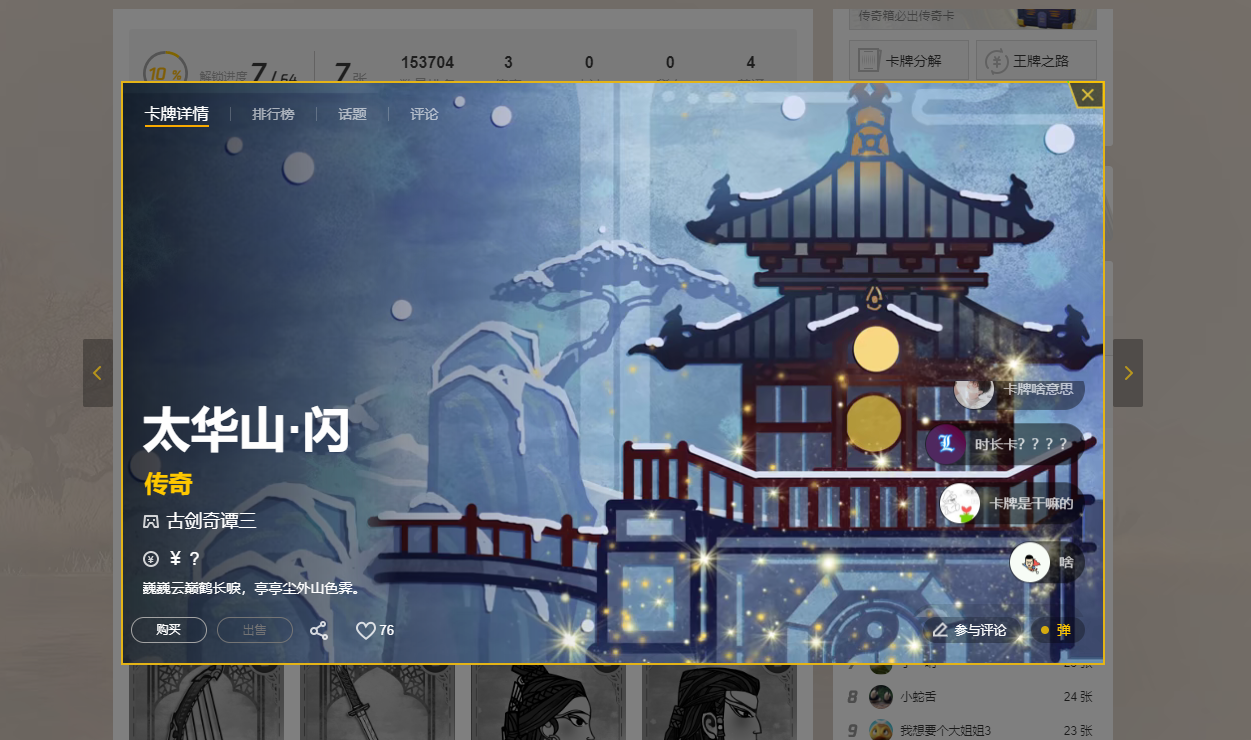 传奇箱必出传奇卡
卡牌分解
王牌之路
10 %
解锁进度 7 / 64
7 张
153704
3
0
0
4
卡牌详情
排行榜
话题
评论
太华山·闪
传奇
古剑奇谭三
¥ ?
巍巍云巅鹤长唳，亭亭尘外山色霁。
购买
出售
76
卡牌啥意思
时长卡？？？？
卡牌是干嘛的
啥
参与评论
弹
8 小蛇舌 24 张
9 我想要个大姐姐3 23 张